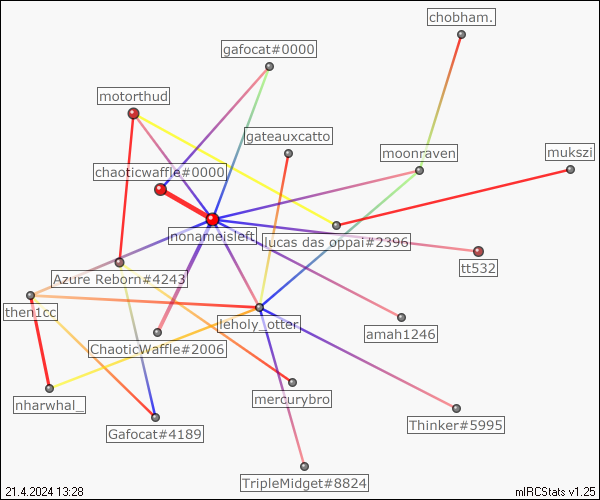 chobham.
gafocat#0000
motorthud
gateauxcatto
moonraven
mukszi
chaoticwaffle#0000
nonameisleft
lucas das oppai#2396
tt532
Azure Reborn#4243
then1cc
leholy_otter
amah1246
ChaoticWaffle#2006
mercurybro
nharwhal_
Thinker#5995
Gafocat#4189
TripleMidget#8824
21.4.2024 13:28
mIRCStats v1.25